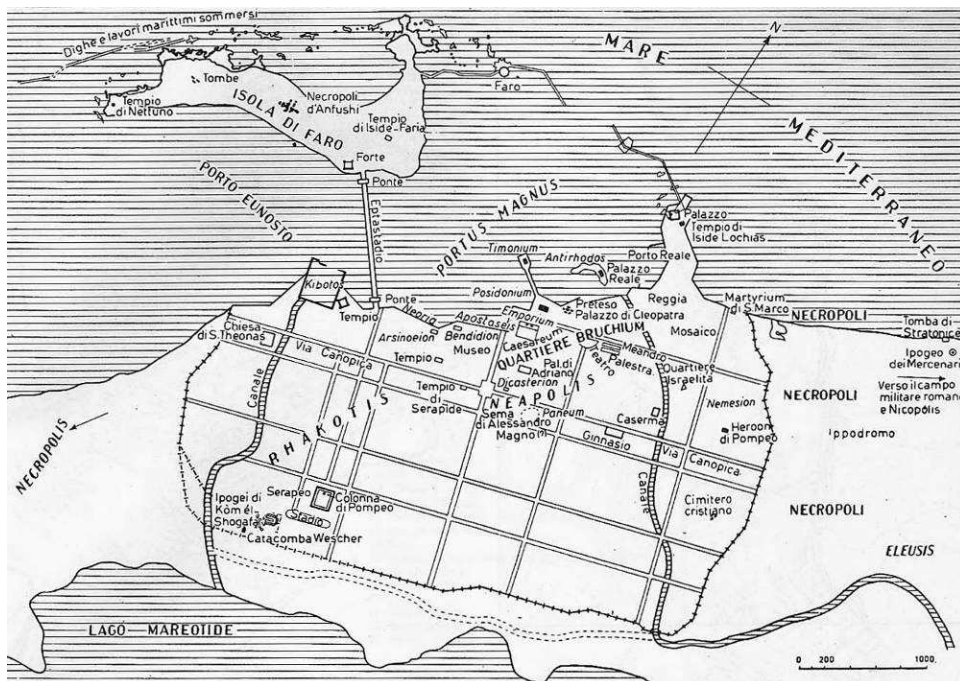 Dighe e lavori marittimi sommersi
MARE
MEDITERRANEO
N
Tombe
Tempio
di Nettuno
ISOLA DI FARO
Necropoli
d'Anfushi
Tempio
di Iside-Faria
Faro
Forte
Ponte
PORTO EUNOSTO
Eptastadio
PORTUS MAGNUS
Palazzo
Tempio di
Iside Lochias
Porto Reale
Timonium
Antirhodos
Palazzo
Reale
Kibotos
Tempio
Ponte
Posidonium
Reggia
Martyrium
di S. Marco
NECROPOLI
Neoria
Apostaseis
Emporium
Preteso
Palazzo di Cleopatra
Mosaico
Tomba di
Stratonice
Chiesa
di S. Theonas
Arsinoeion
Bendidion
Museo
Caesareum
QUARTIERE BRUCHIUM
Meandro
Ipogeo
dei Mercenari
Via Canopica
Canale
Tempio
Pal. di
Adriano
Teatro
Palestra
Quartiere
Israelita
Verso il campo
militare romano
e Nicopolis
Tempio
di
Serapide
Dicasterion
NEAPOLIS
Nemesion
NECROPOLI
Sema
di Alessandro
Magno (?)
Paneum
Caserma
Heroon
di Pompeo
Ippodromo
NECROPOLIS
RHAKOTIS
Ginnasio
Via Canopica
Canale
Serapeo
Colonna
di Pompeo
Ipogei di
Kôm el-
Shogafa
Stadio
Catacomba Wescher
Cimitero
cristiano
NECROPOLI
ELEUSIS
LAGO MAREOTIDE
0 200 1000